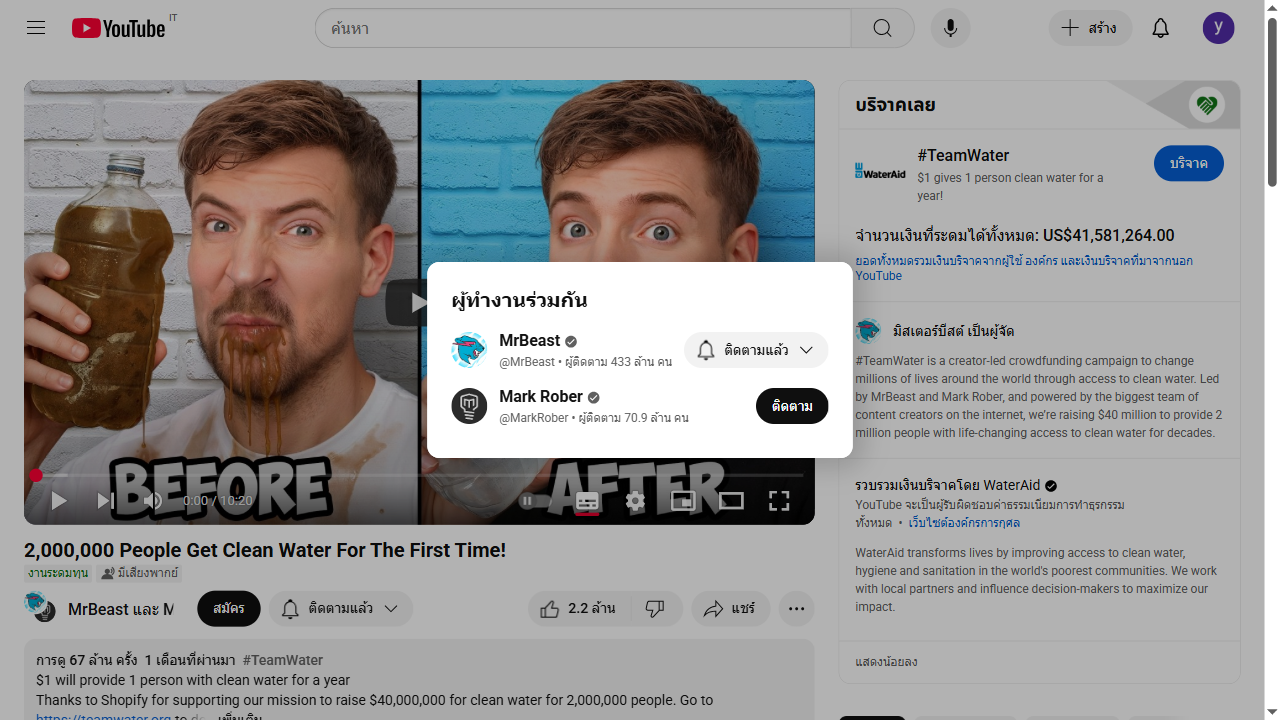 YouTube IT
ค้นหา
สร้าง
y
BEFORE
AFTER
0:00 / 10:20
ผู้ทำงานร่วมกัน
MrBeast
@MrBeast • ผู้ติดตาม 433 ล้าน คน
ติดตามแล้ว
Mark Rober
@MarkRober • ผู้ติดตาม 70.9 ล้าน คน
ติดตาม
2,000,000 People Get Clean Water For The First Time!
งานระดมทุน
มีเสียงพากย์
MrBeast และ M
สมัคร
ติดตามแล้ว
2.2 ล้าน
แชร์
การดู 67 ล้าน ครั้ง 1 เดือนที่ผ่านมา #TeamWater
$1 will provide 1 person with clean water for a year
Thanks to Shopify for supporting our mission to raise $40,000,000 for clean water for 2,000,000 people. Go to
https://teamwater.org to do ...เพิ่มเติม
บริจาคเลย
WaterAid
#TeamWater
$1 gives 1 person clean water for a
year!
บริจาค
จำนวนเงินที่ระดมได้ทั้งหมด: US$41,581,264.00
ยอดทั้งหมดรวมเงินบริจาคจากผู้ใช้ องค์กร และเงินบริจาคที่มาจากนอก
YouTube
มิสเตอร์บีสต์ เป็นผู้จัด
#TeamWater is a creator-led crowdfunding campaign to change
millions of lives around the world through access to clean water. Led
by MrBeast and Mark Rober, and powered by the biggest team of
content creators on the internet, we're raising $40 million to provide 2
million people with life-changing access to clean water for decades.
รวบรวมเงินบริจาคโดย WaterAid
YouTube จะเป็นผู้รับผิดชอบค่าธรรมเนียมการทำธุรกรรม
ทั้งหมด • เว็บไซต์องค์กรการกุศล
WaterAid transforms lives by improving access to clean water,
hygiene and sanitation in the world's poorest communities. We work
with local partners and influence decision-makers to maximize our
impact.
แสดงน้อยลง